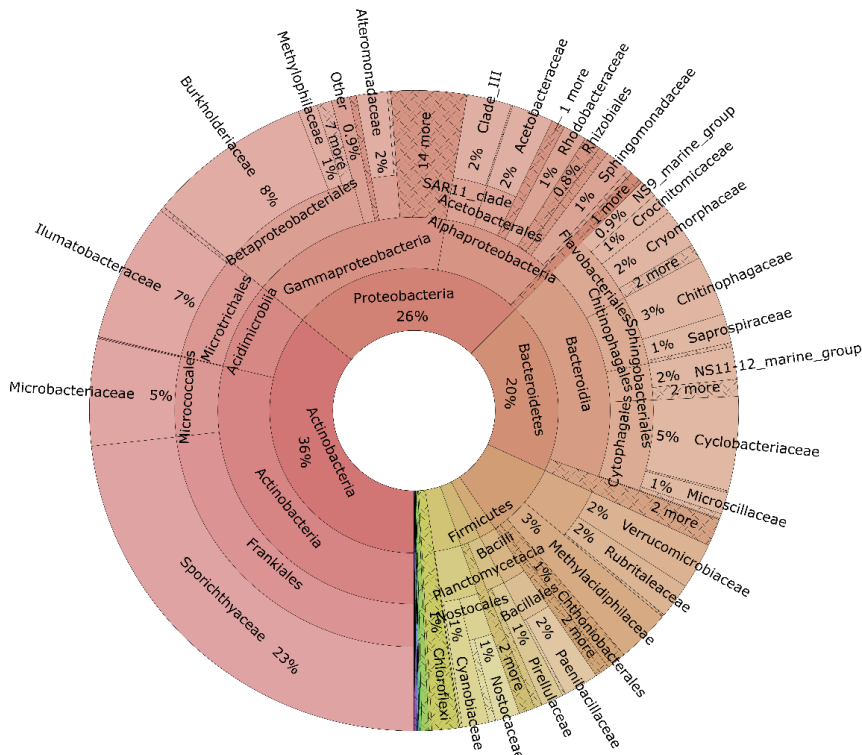 Alteromonadaceae
Other
Methylophilaceae
Burkholderiaceae
Ilumatobacteraceae
Microbacteriaceae
Sporichthyaceae
23%
5%
7%
8%
1%
7 more
0.9%
2%
14 more
Clade_III
2%
Acetobacteraceae
2%
1 more
Rhodobacteraceae
1%
Rhizobiales
0.8%
Sphingomonadaceae
1%
1 more
NS9_marine_group
0.9%
Crocinitomicaceae
1%
Cryomorphaceae
2%
2 more
Chitinophagaceae
3%
Saprospiraceae
1%
NS11-12_marine_group
2%
2 more
Cyclobacteriaceae
5%
Microscillaceae
1%
2 more
Verrucomicrobiaceae
2%
Rubritaleaceae
2%
Methylacidiphilaceae
3%
Chthoniobacterales
1%
2 more
Paenibacillaceae
2%
Pirellulaceae
1%
2 more
Nostocaceae
1%
Cyanobiaceae
1%
Chloroflexi
1%
SAR11_clade
Acetobacterales
Alphaproteobacteria
Gammaproteobacteria
Betaproteobacteriales
Proteobacteria
26%
Acidimicrobiia
Microtrichales
Micrococcales
Frankiales
Actinobacteria
Actinobacteria
36%
Bacteroidetes
20%
Bacteroidia
Flavobacteriales
Chitinophagales
Sphingobacteriales
Cytophagales
Firmicutes
Bacilli
Bacillales
Planctomycetacia
Nostocales